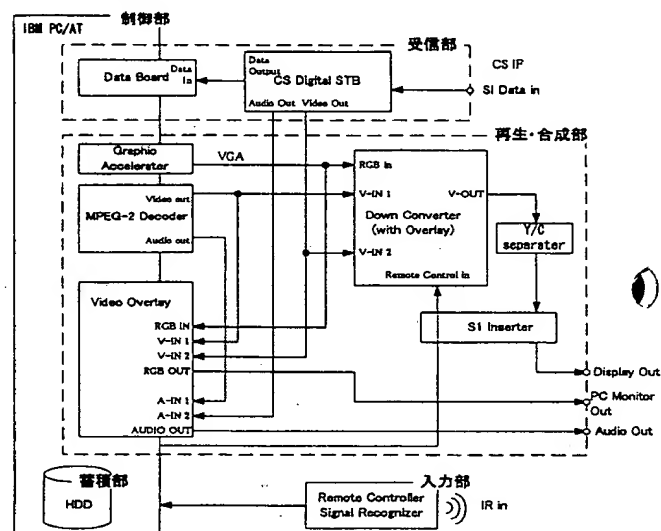 IBM PC/AT
制御部
受信部
Data Board
Data In
Data Output
CS Digital STB
Audio Out
Video Out
CS IF
SI Data in
再生・合成部
Graphic Accelerator
VGA
MPEG-2 Decoder
Video out
Audio out
RGB in
V-IN 1
V-IN 2
V-OUT
Down Converter
(with Overlay)
Remote Control in
Y/C separater
S1 Inserter
Video Overlay
RGB IN
V-IN 1
V-IN 2
RGB OUT
A-IN 1
A-IN 2
AUDIO OUT
Display Out
PC Monitor Out
Audio Out
蓄積部
HDD
入力部
Remote Controller
Signal Recognizer
IR in